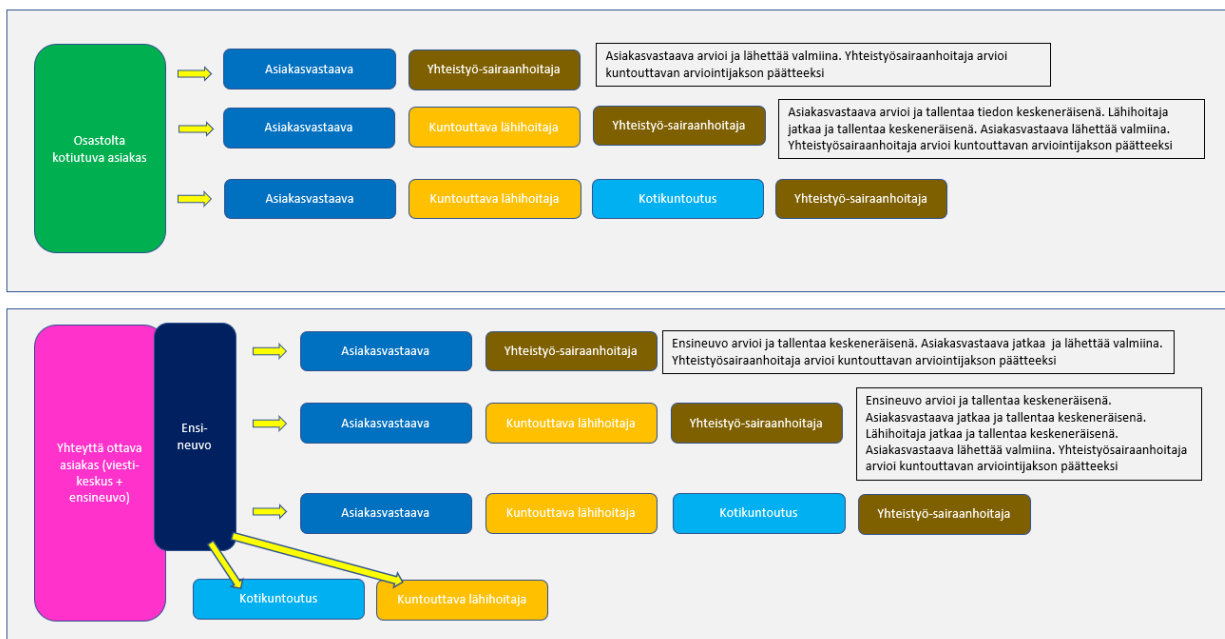 Osastolta
kotiutuva asiakas
Asiakasvastaava
Yhteistyö-sairaanhoitaja
Asiakasvastaava arvioi ja lähettää valmiina. Yhteistyösairaanhoitaja arvioi
kuntouttavan arviointijakson päätteeksi
Asiakasvastaava
Kuntouttava lähihoitaja
Yhteistyö-sairaanhoitaja
Asiakasvastaava arvioi ja tallentaa tiedon keskeneräisenä. Lähihoitaja
jatkaa ja tallentaa keskeneräisenä. Asiakasvastaava lähettää valmiina.
Yhteistyösairaanhoitaja arvioi kuntouttavan arviointijakson päätteeksi
Asiakasvastaava
Kuntouttava lähihoitaja
Kotikuntoutus
Yhteistyö-sairaanhoitaja
Yhteyttä ottava
asiakas (viesti-
keskus +
ensineuvo)
Ensi-
neuvo
Asiakasvastaava
Yhteistyö-sairaanhoitaja
Ensineuvo arvioi ja tallentaa keskeneräisenä. Asiakasvastaava jatkaa  ja lähettää valmiina.
Yhteistyösairaanhoitaja arvioi kuntouttavan arviointijakson päätteeksi
Asiakasvastaava
Kuntouttava lähihoitaja
Yhteistyö-sairaanhoitaja
Ensineuvo arvioi ja tallentaa keskeneräisenä.
Asiakasvastaava jatkaa ja tallentaa keskeneräisenä.
Lähihoitaja jatkaa ja tallentaa keskeneräisenä.
Asiakasvastaava lähettää valmiina. Yhteistyösairaanhoitaja
arvioi kuntouttavan arviointijakson päätteeksi
Asiakasvastaava
Kuntouttava lähihoitaja
Kotikuntoutus
Yhteistyö-sairaanhoitaja
Kotikuntoutus
Kuntouttava lähihoitaja